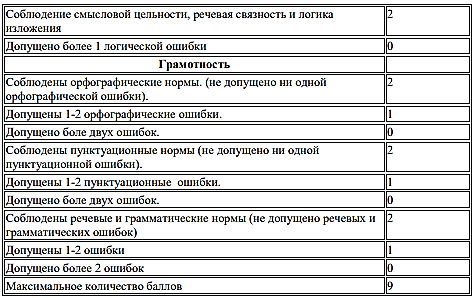 Соблюдение смысловой цельности, речевая связность и логика 2
изложения
Допущено более 1 логической ошибки 0
Грамотность
Соблюдены орфографические нормы. (не допущено ни одной 2
орфографической ошибки).
Допущены 1-2 орфографические ошибки. 1
Допущено боле двух ошибок. 0
Соблюдены пунктуационные нормы (не допущено ни одной 2
пунктуационной ошибки).
Допущены 1-2 пунктуационные ошибки. 1
Допущено боле двух ошибок. 0
Соблюдены речевые и грамматические нормы (не допущено речевых и 2
грамматических ошибок)
Допущены 1-2 ошибки 1
Допущено более 2 ошибок 0
Максимальное количество баллов 9